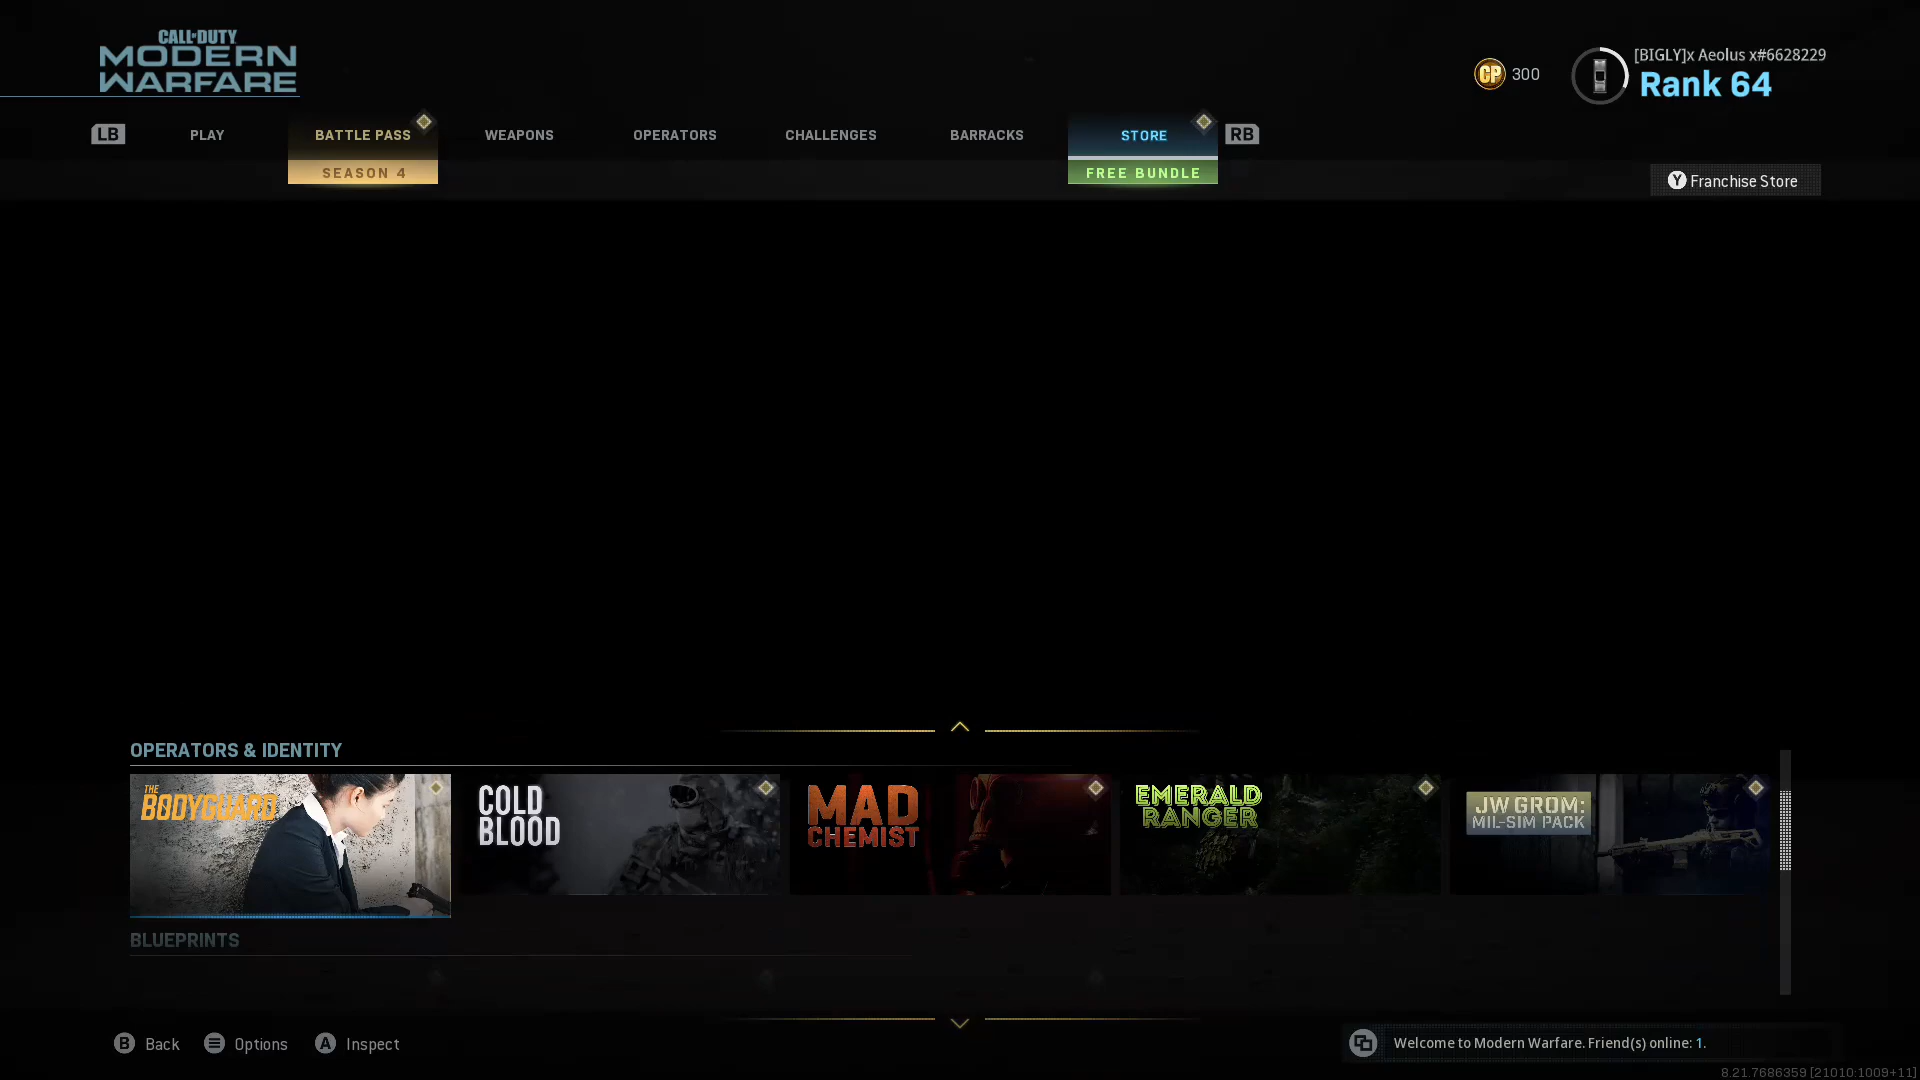 CALL OF DUTY
MODERN
WARFARE
CP 300
[BIGLY]x Aeolus x#6628229
Rank 64
LB PLAY BATTLE PASS WEAPONS OPERATORS CHALLENGES BARRACKS STORE RB
SEASON 4 FREE BUNDLE
Y Franchise Store
OPERATORS & IDENTITY
THE
BODYGUARD
COLD
BLOOD
MAD
CHEMIST
EMERALD
RANGER
JW GROM:
MIL-SIM PACK
BLUEPRINTS
B Back Options A Inspect
Welcome to Modern Warfare. Friend(s) online: 1.
8.21.7686359 [21010:1009+11]